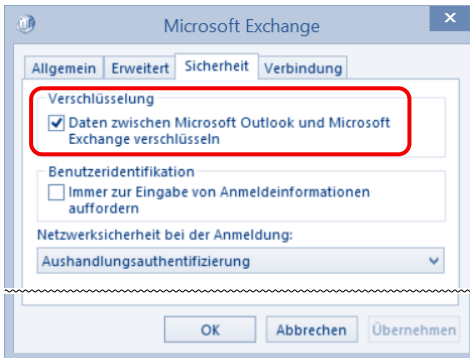 Microsoft Exchange
Allgemein Erweitert Sicherheit Verbindung
Verschlüsselung
Daten zwischen Microsoft Outlook und Microsoft
Exchange verschlüsseln
Benutzeridentifikation
Immer zur Eingabe von Anmeldeinformationen
auffordern
Netzwerksicherheit bei der Anmeldung:
Aushandlungsauthentifizierung
OK Abbrechen Übernehmen